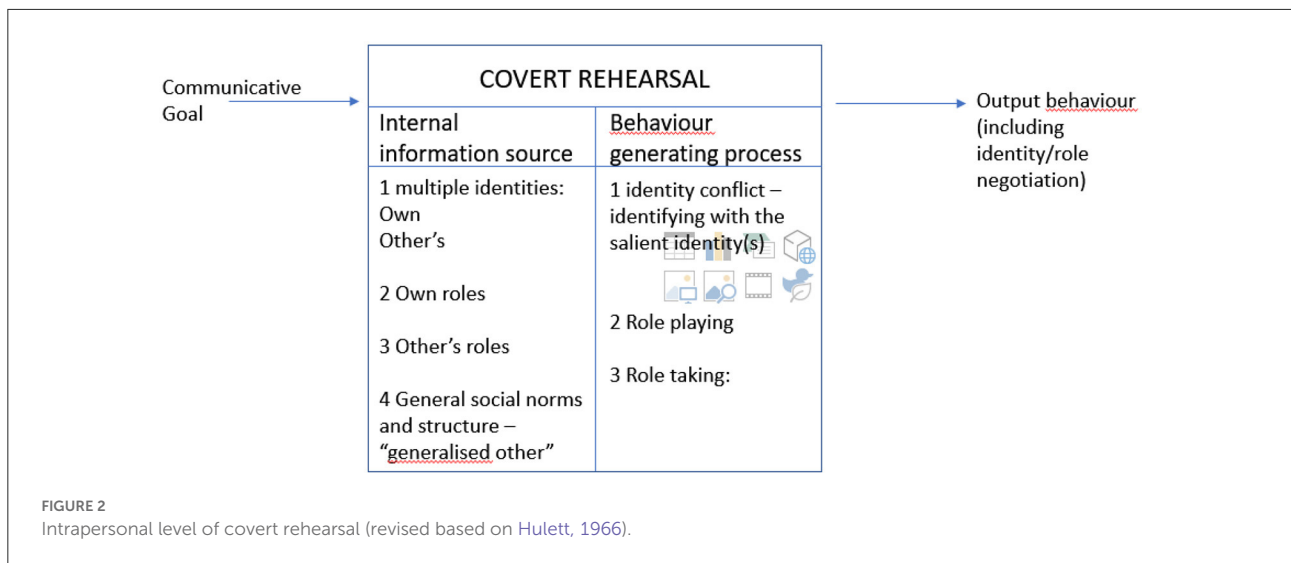 Communicative
Goal
COVERT REHEARSAL
Internal
information source
Behaviour
generating process
1 multiple identities:
Own
Other's
2 Own roles
3 Other's roles
4 General social norms
and structure –
“generalised other”
1 identity conflict –
identifying with the
salient identity(s)
2 Role playing
3 Role taking:
Output behaviour
(including
identity/role
negotiation)
FIGURE 2
Intrapersonal level of covert rehearsal (revised based on Hulett, 1966).